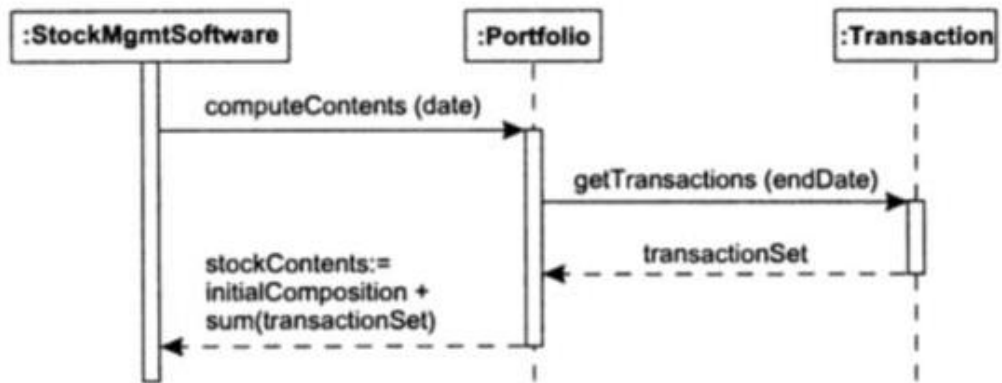 :StockMgmtSoftware
:Portfolio
:Transaction
computeContents (date)
getTransactions (endDate)
transactionSet
stockContents:=
initialComposition +
sum(transactionSet)